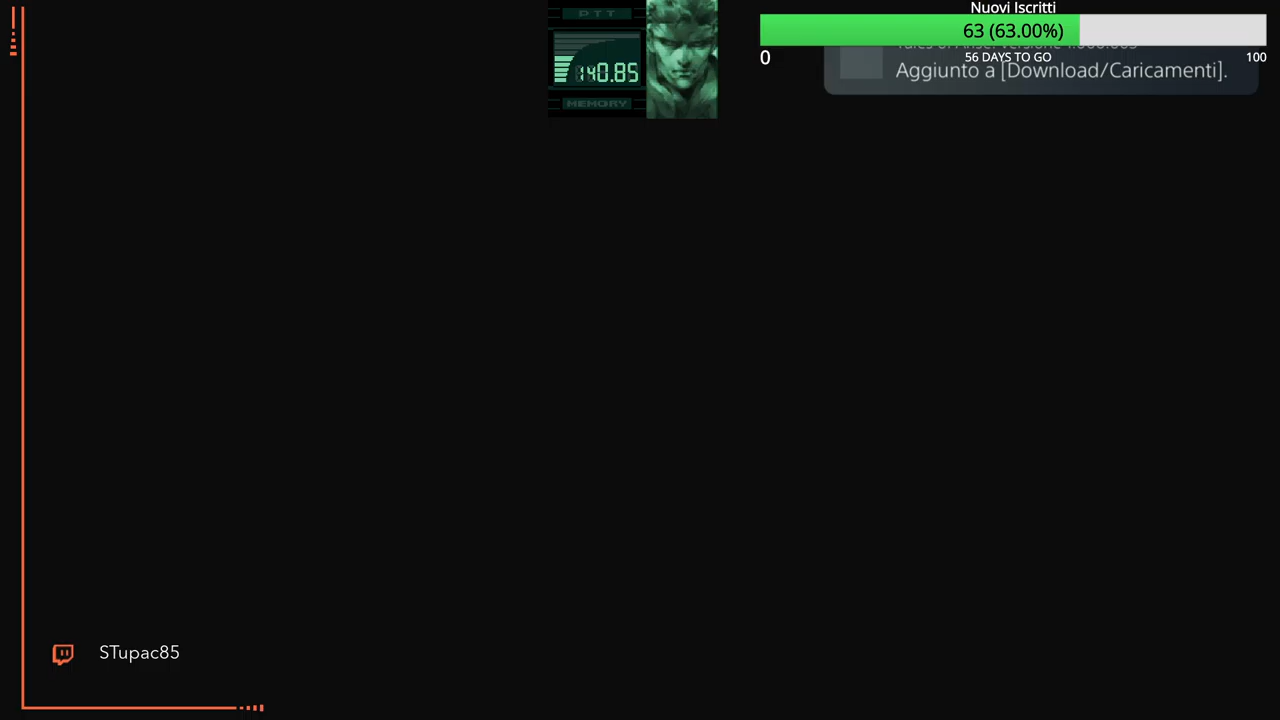 PTT
140.85
MEMORY
Nuovi Iscritti
63 (63.00%)
0
56 DAYS TO GO
100
Aggiunto a [Download/Caricamenti].
STupac85